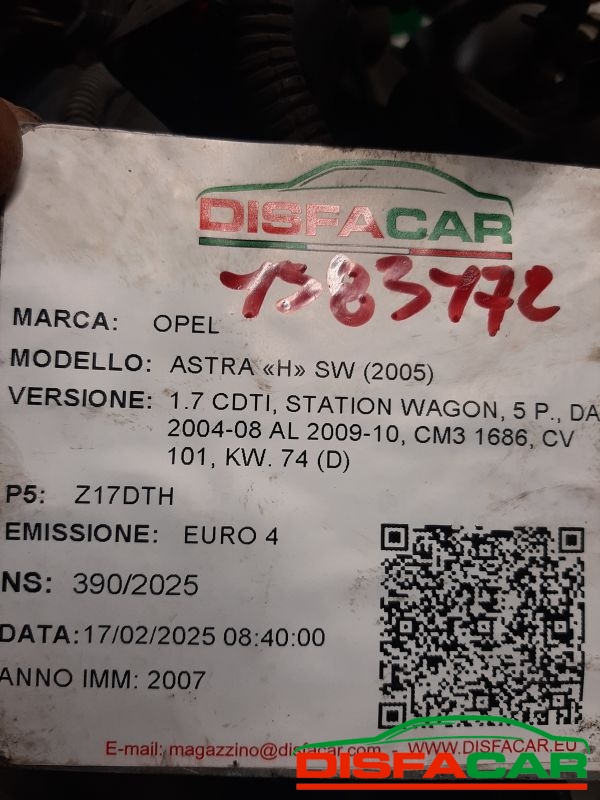 DISFACAR
1583172
MARCA: OPEL
MODELLO: ASTRA «H» SW (2005)
VERSIONE: 1.7 CDTI, STATION WAGON, 5 P., DA
2004-08 AL 2009-10, CM3 1686, CV
101, KW. 74 (D)
P5: Z17DTH
EMISSIONE: EURO 4
NS: 390/2025
DATA:17/02/2025 08:40:00
ANNO IMM: 2007
E-mail: magazzino@disfacar.com - WWW.DISFACAR.EU
DISFACAR